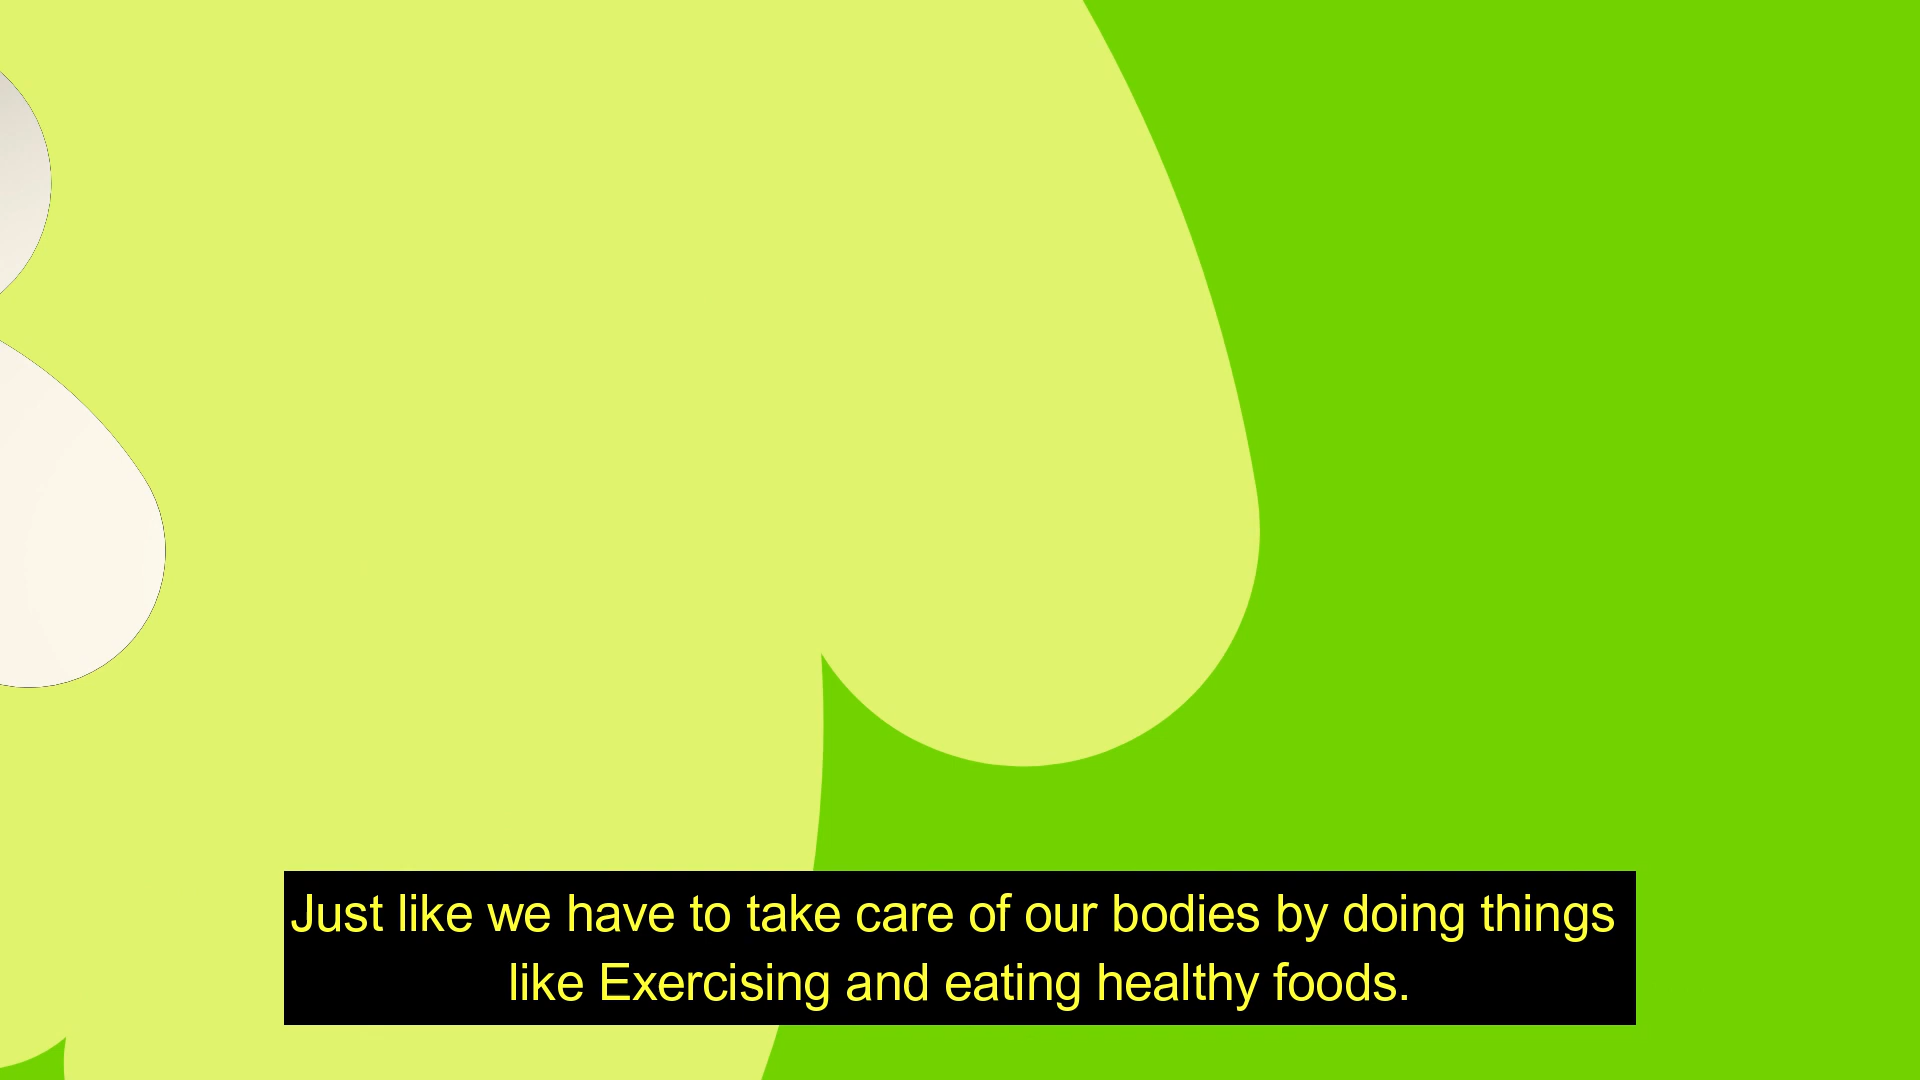 Just like we have to take care of our bodies by doing things
like Exercising and eating healthy foods.